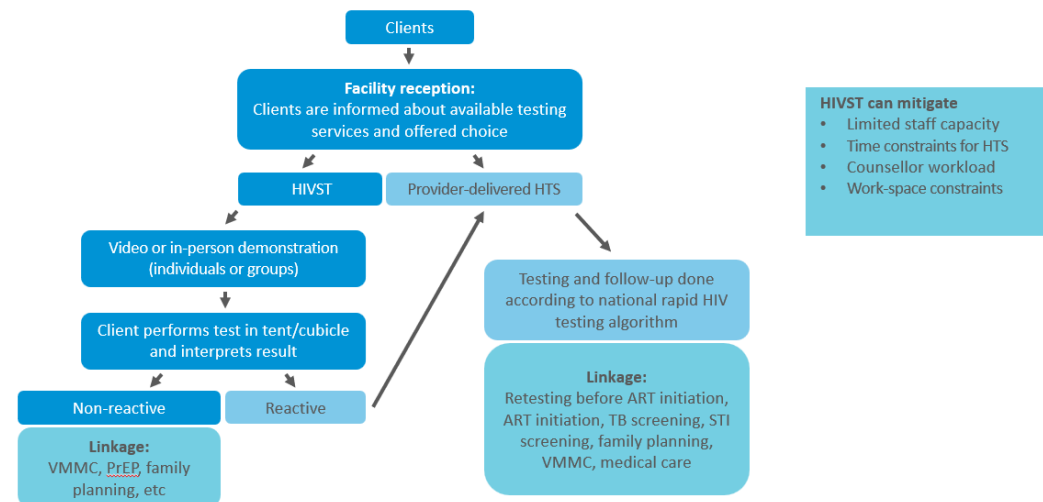 Clients
Facility reception:
Clients are informed about available testing
services and offered choice
HIVST
Provider-delivered HTS
Video or in-person demonstration
(individuals or groups)
Client performs test in tent/cubicle
and interprets result
Non-reactive
Reactive
Linkage:
VMMC, PrEP, family
planning, etc
Testing and follow-up done
according to national rapid HIV
testing algorithm
Linkage:
Retesting before ART initiation,
ART initiation, TB screening, STI
screening, family planning,
VMMC, medical care
HIVST can mitigate
• Limited staff capacity
• Time constraints for HTS
• Counsellor workload
• Work-space constraints